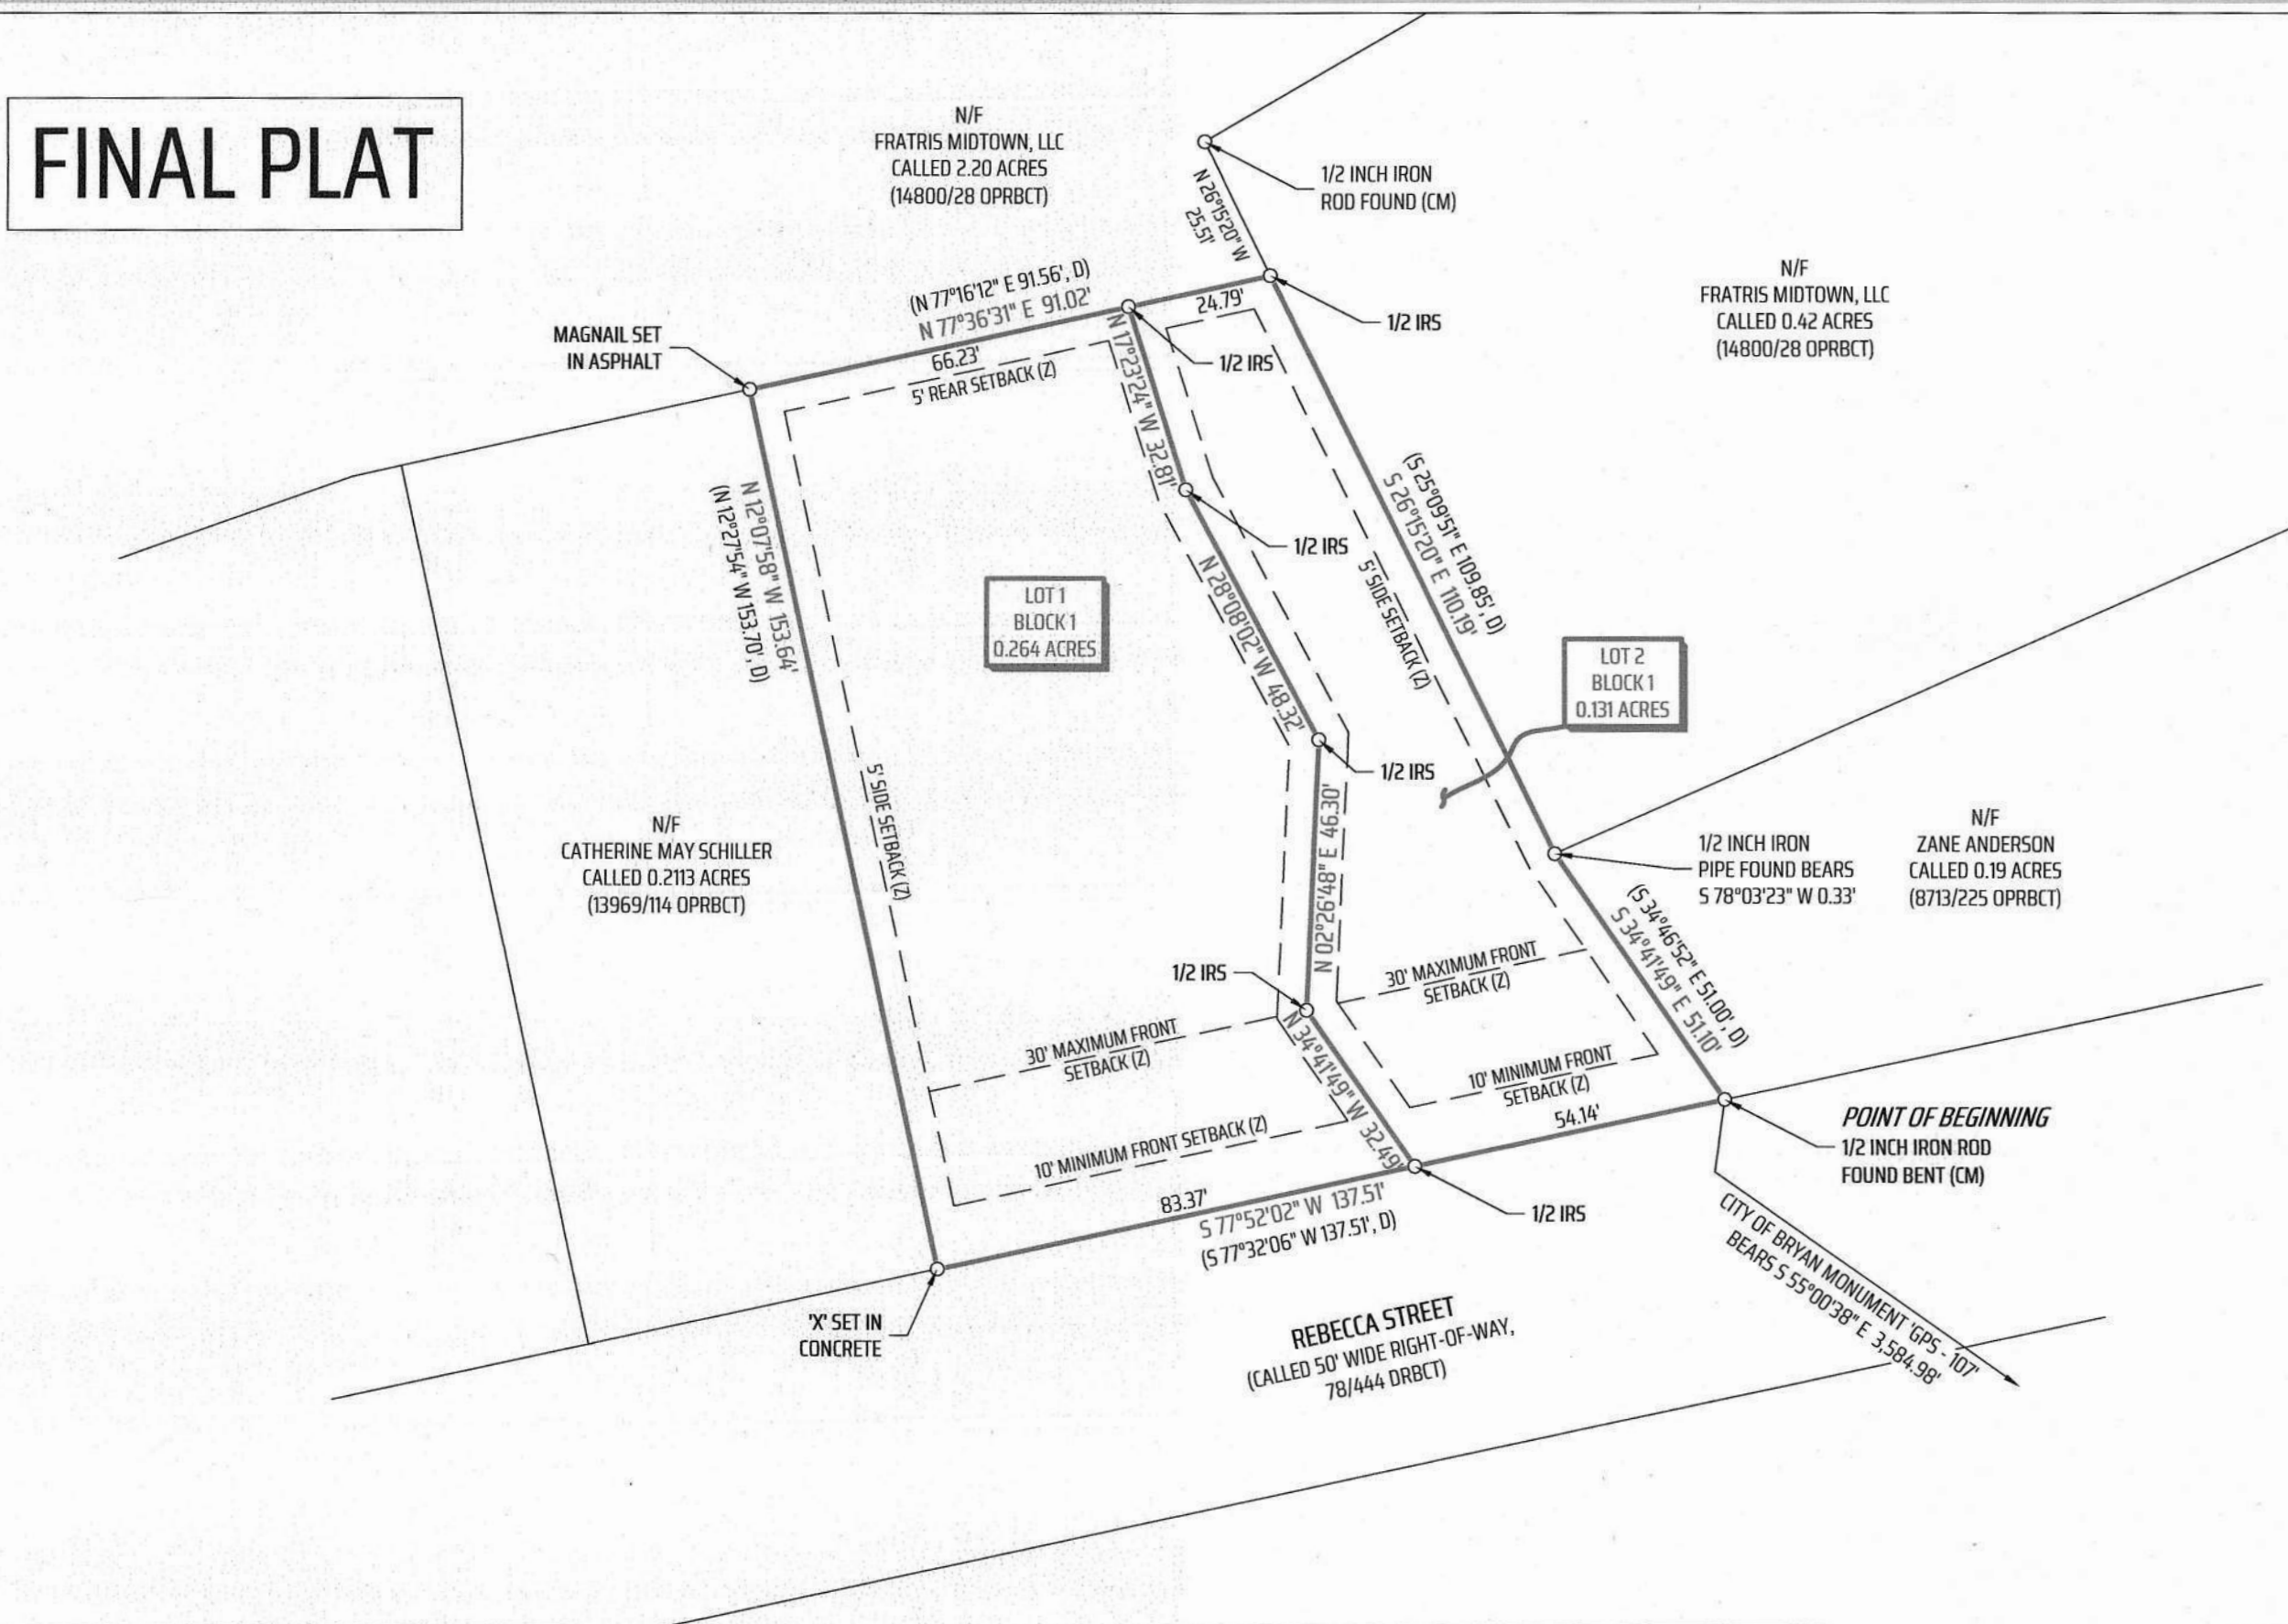 FINAL PLAT
N/F
FRATRIS MIDTOWN, LLC
CALLED 2.20 ACRES
(14800/28 OPRBCT)
1/2 INCH IRON
ROD FOUND (CM)
N 26°15'20" W
25.51'
N/F
FRATRIS MIDTOWN, LLC
CALLED 0.42 ACRES
(14800/28 OPRBCT)
(N 77°16'12" E 91.56', D)
N 77°36'31" E 91.02'
66.23'
5' REAR SETBACK (Z)
24.79'
1/2 IRS
MAGNAIL SET
IN ASPHALT
1/2 IRS
N 17°23'24" W 32.81'
1/2 IRS
(S 25°09'51" E 109.85', D)
S 26°15'20" E 110.19'
5' SIDE SETBACK (Z)
N 12°07'58" W 153.64'
(N 12°27'54" W 153.70', D)
LOT 1
BLOCK 1
0.264 ACRES
N 28°08'02" W 48.32'
LOT 2
BLOCK 1
0.131 ACRES
1/2 IRS
5' SIDE SETBACK (Z)
N/F
CATHERINE MAY SCHILLER
CALLED 0.2113 ACRES
(13969/114 OPRBCT)
N 02°26'48" E 46.30'
1/2 INCH IRON
PIPE FOUND BEARS
S 78°03'23" W 0.33'
N/F
ZANE ANDERSON
CALLED 0.19 ACRES
(8713/225 OPRBCT)
(S 34°46'52" E 51.00', D)
S 34°41'49" E 51.10'
1/2 IRS
30' MAXIMUM FRONT
SETBACK (Z)
30' MAXIMUM FRONT
SETBACK (Z)
N 34°41'49" W 32.49'
10' MINIMUM FRONT
SETBACK (Z)
54.14'
10' MINIMUM FRONT SETBACK (Z)
POINT OF BEGINNING
1/2 INCH IRON ROD
FOUND BENT (CM)
83.37'
S 77°52'02" W 137.51'
(S 77°32'06" W 137.51', D)
1/2 IRS
CITY OF BRYAN MONUMENT 'GPS - 107'
BEARS S 55°00'38" E 3,584.98'
'X' SET IN
CONCRETE
REBECCA STREET
(CALLED 50' WIDE RIGHT-OF-WAY,
78/444 DRBCT)